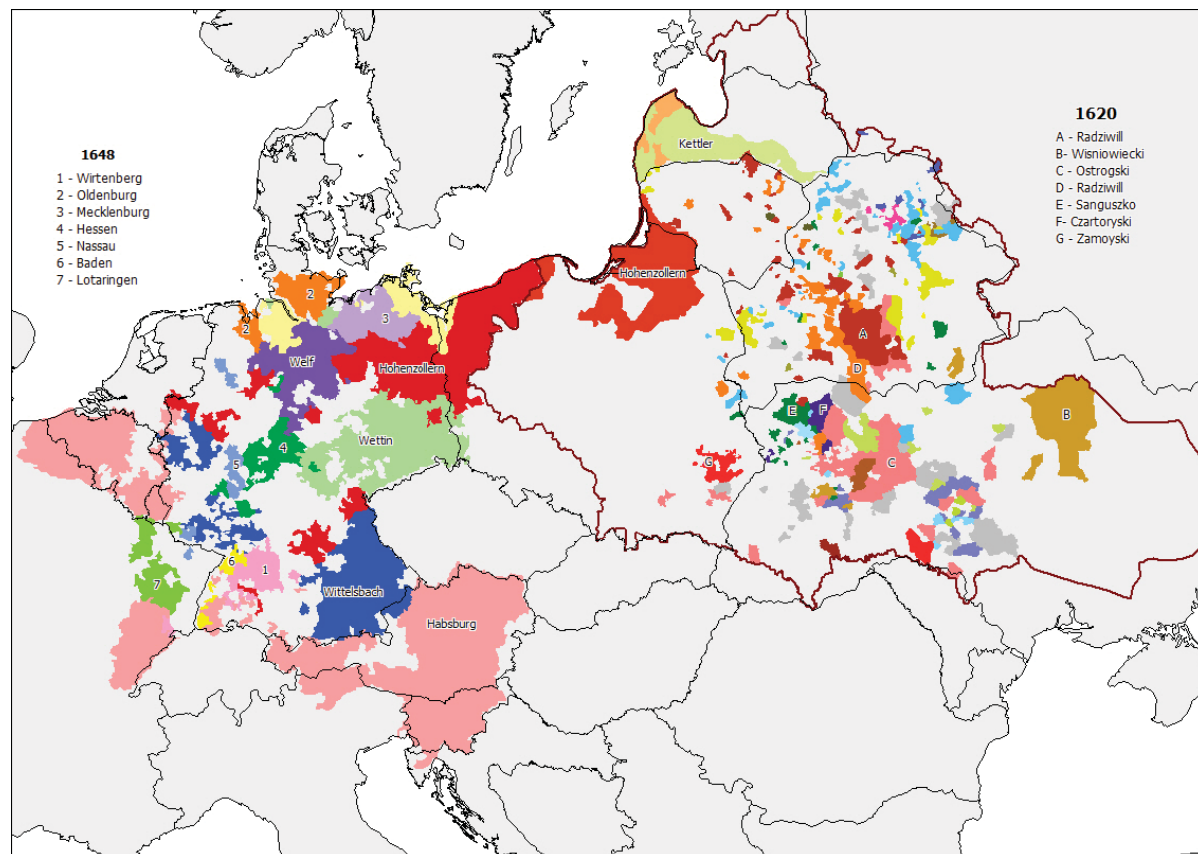 1648
1 - Wirtenberg
2 - Oldenburg
3 - Mecklenburg
4 - Hessen
5 - Nassau
6 - Baden
7 - Lotaringen
1620
A - Radziwill
B- Wisniowiecki
C - Ostrogski
D - Radziwill
E - Sanguszko
F- Czartoryski
G - Zamoyski
Kettler
Hohenzollern
2
2
3
A
Welf
Hohenzollern
D
E
F
B
Wettin
4
5
G
C
6
1
7
Wittelsbach
Habsburg